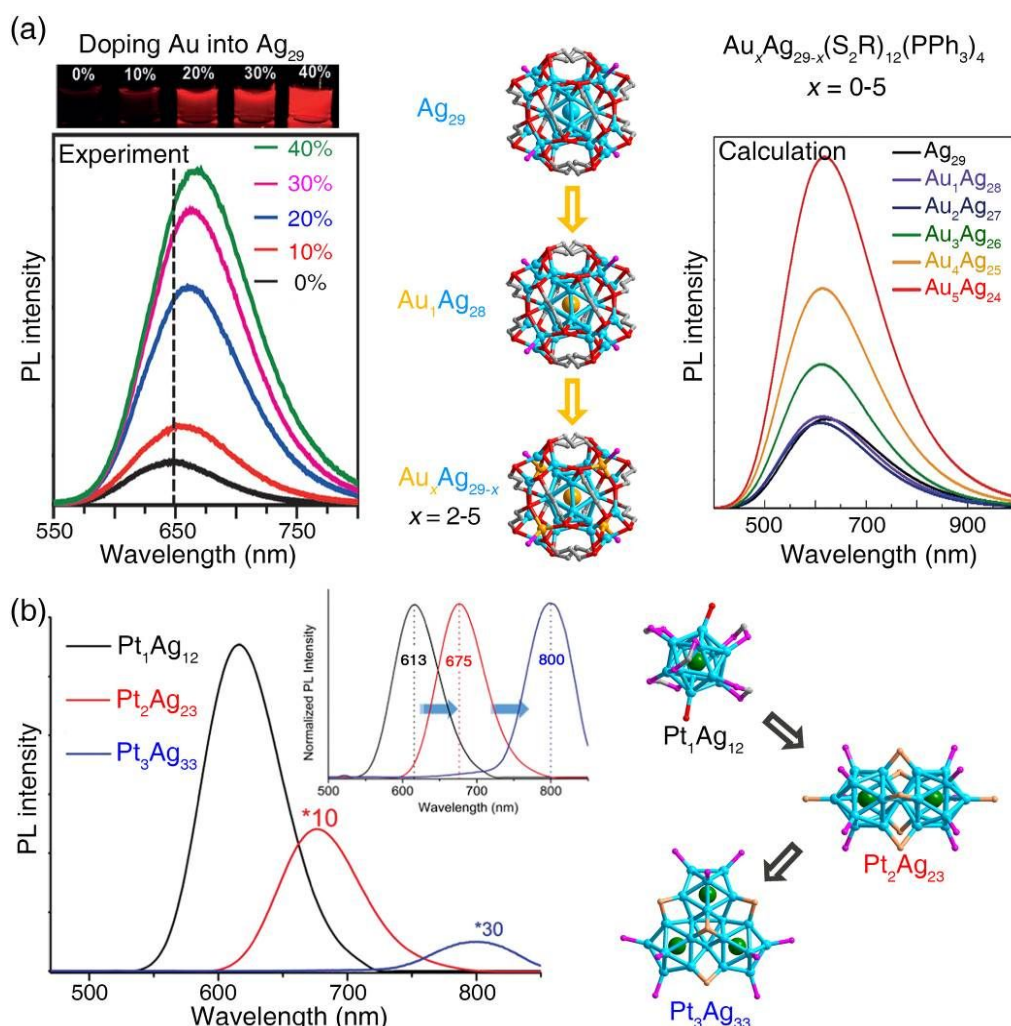 (a)
Doping Au into Ag₂₉
0% 10% 20% 30% 40%
Experiment
40%
30%
20%
10%
0%
PL intensity
550 650 750
Wavelength (nm)
Ag₂₉
Au₁Ag₂₈
AuₓAg₂₉₋ₓ
x = 2-5
AuₓAg₂₉₋ₓ(S₂R)₁₂(PPh₃)₄
x = 0-5
Calculation
Ag₂₉
Au₁Ag₂₈
Au₂Ag₂₇
Au₃Ag₂₆
Au₄Ag₂₅
Au₅Ag₂₄
PL intensity
500 700 900
Wavelength (nm)
(b)
Pt₁Ag₁₂
Pt₂Ag₂₃
Pt₃Ag₃₃
PL intensity
*10
*30
500 600 700 800
Wavelength (nm)
Normalized PL Intensity
613 675 800
600 700 800
Wavelength (nm)
Pt₁Ag₁₂
Pt₂Ag₂₃
Pt₃Ag₃₃